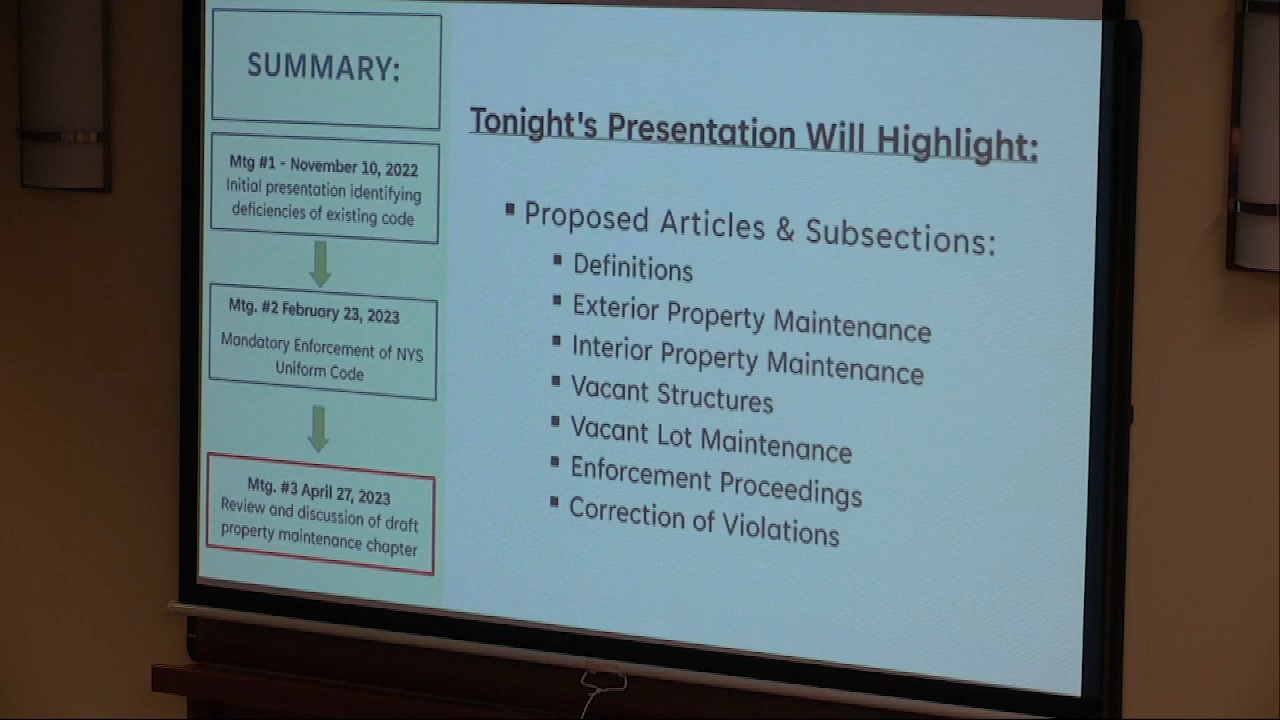 SUMMARY:
Mtg #1 - November 10, 2022
Initial presentation identifying
deficiencies of existing code
Mtg. #2 February 23, 2023
Mandatory Enforcement of NYS
Uniform Code
Mtg. #3 April 27, 2023
Review and discussion of draft
property maintenance chapter
Tonight's Presentation Will Highlight:
▪ Proposed Articles & Subsections:
▪ Definitions
▪ Exterior Property Maintenance
▪ Interior Property Maintenance
▪ Vacant Structures
▪ Vacant Lot Maintenance
▪ Enforcement Proceedings
▪ Correction of Violations